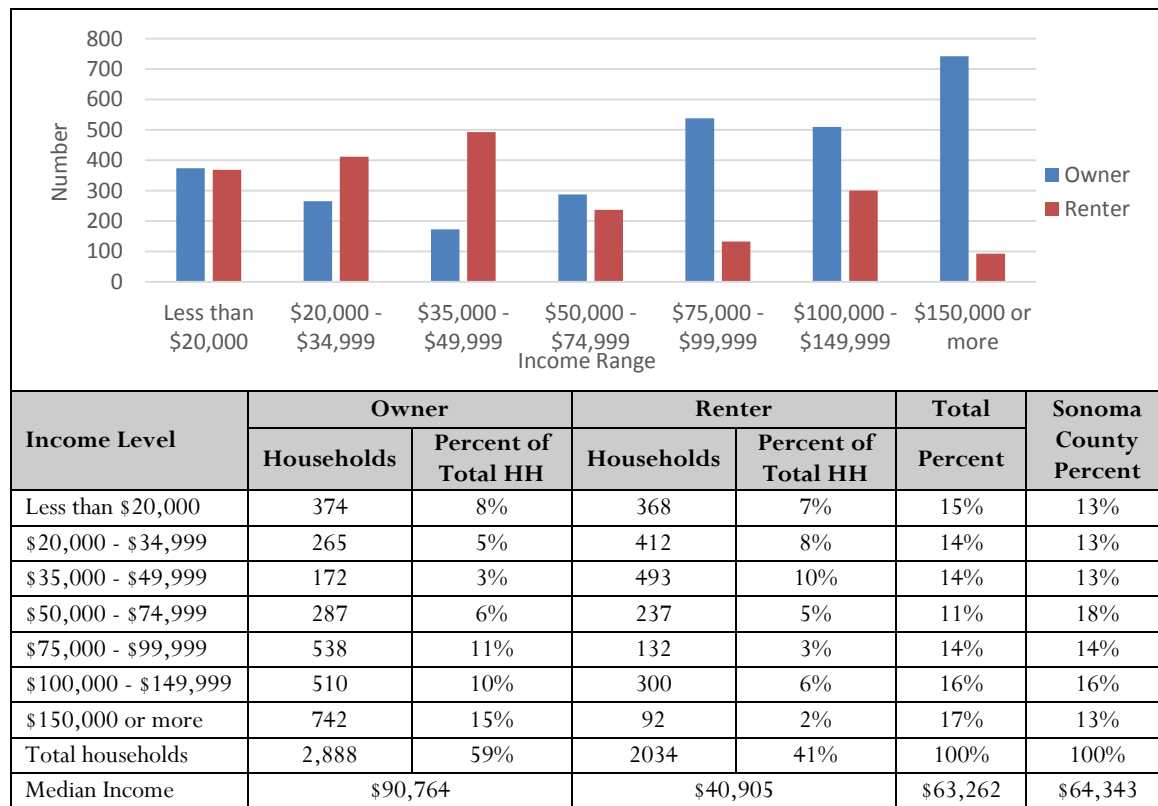 800
700
600
500
400
300
200
100
0
Number
Less than $20,000
$20,000 - $34,999
$35,000 - $49,999
$50,000 - $74,999
$75,000 - $99,999
$100,000 - $149,999
$150,000 or more
Income Range
Owner
Renter
Income Level Owner Renter Total Sonoma County Percent
Households Percent of Total HH Households Percent of Total HH Percent
Less than $20,000 374 8% 368 7% 15% 13%
$20,000 - $34,999 265 5% 412 8% 14% 13%
$35,000 - $49,999 172 3% 493 10% 14% 13%
$50,000 - $74,999 287 6% 237 5% 11% 18%
$75,000 - $99,999 538 11% 132 3% 14% 14%
$100,000 - $149,999 510 10% 300 6% 16% 16%
$150,000 or more 742 15% 92 2% 17% 13%
Total households 2,888 59% 2034 41% 100% 100%
Median Income $90,764 $40,905 $63,262 $64,343